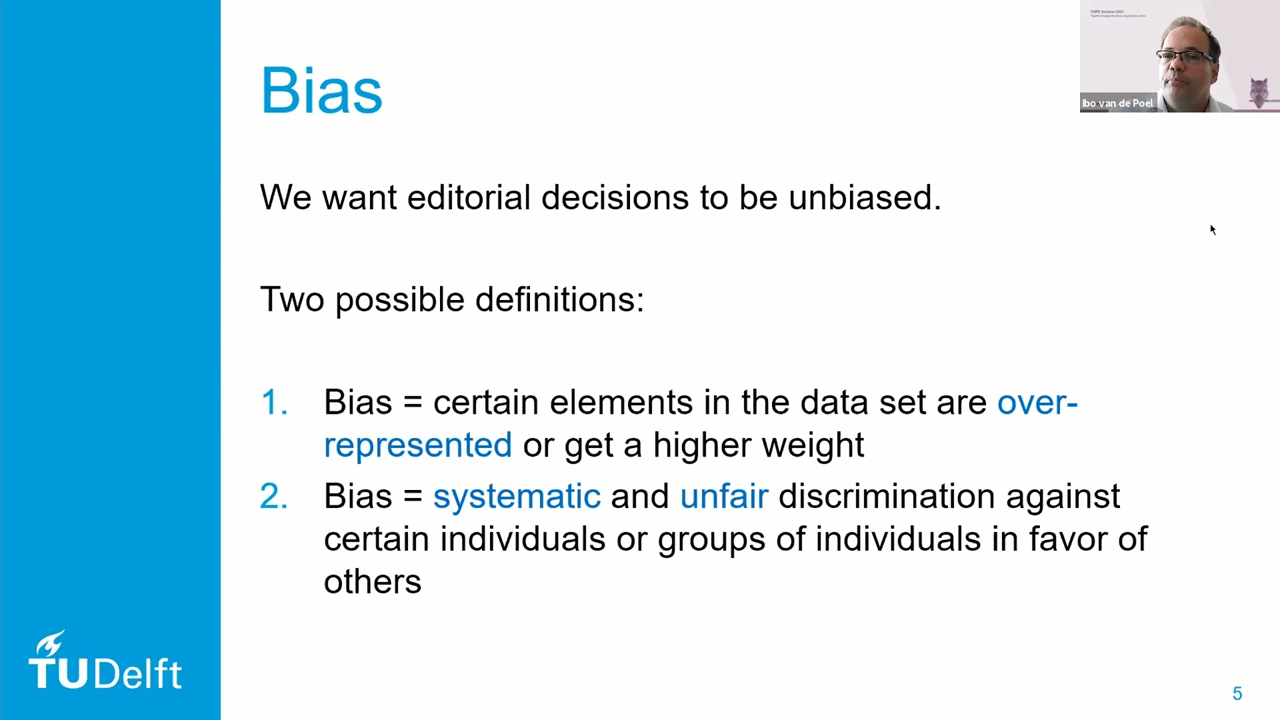 Bias
We want editorial decisions to be unbiased.
Two possible definitions:
1. Bias = certain elements in the data set are over-
represented or get a higher weight
2. Bias = systematic and unfair discrimination against
certain individuals or groups of individuals in favor of
others
TUDelft
5
Ibo van de Poel